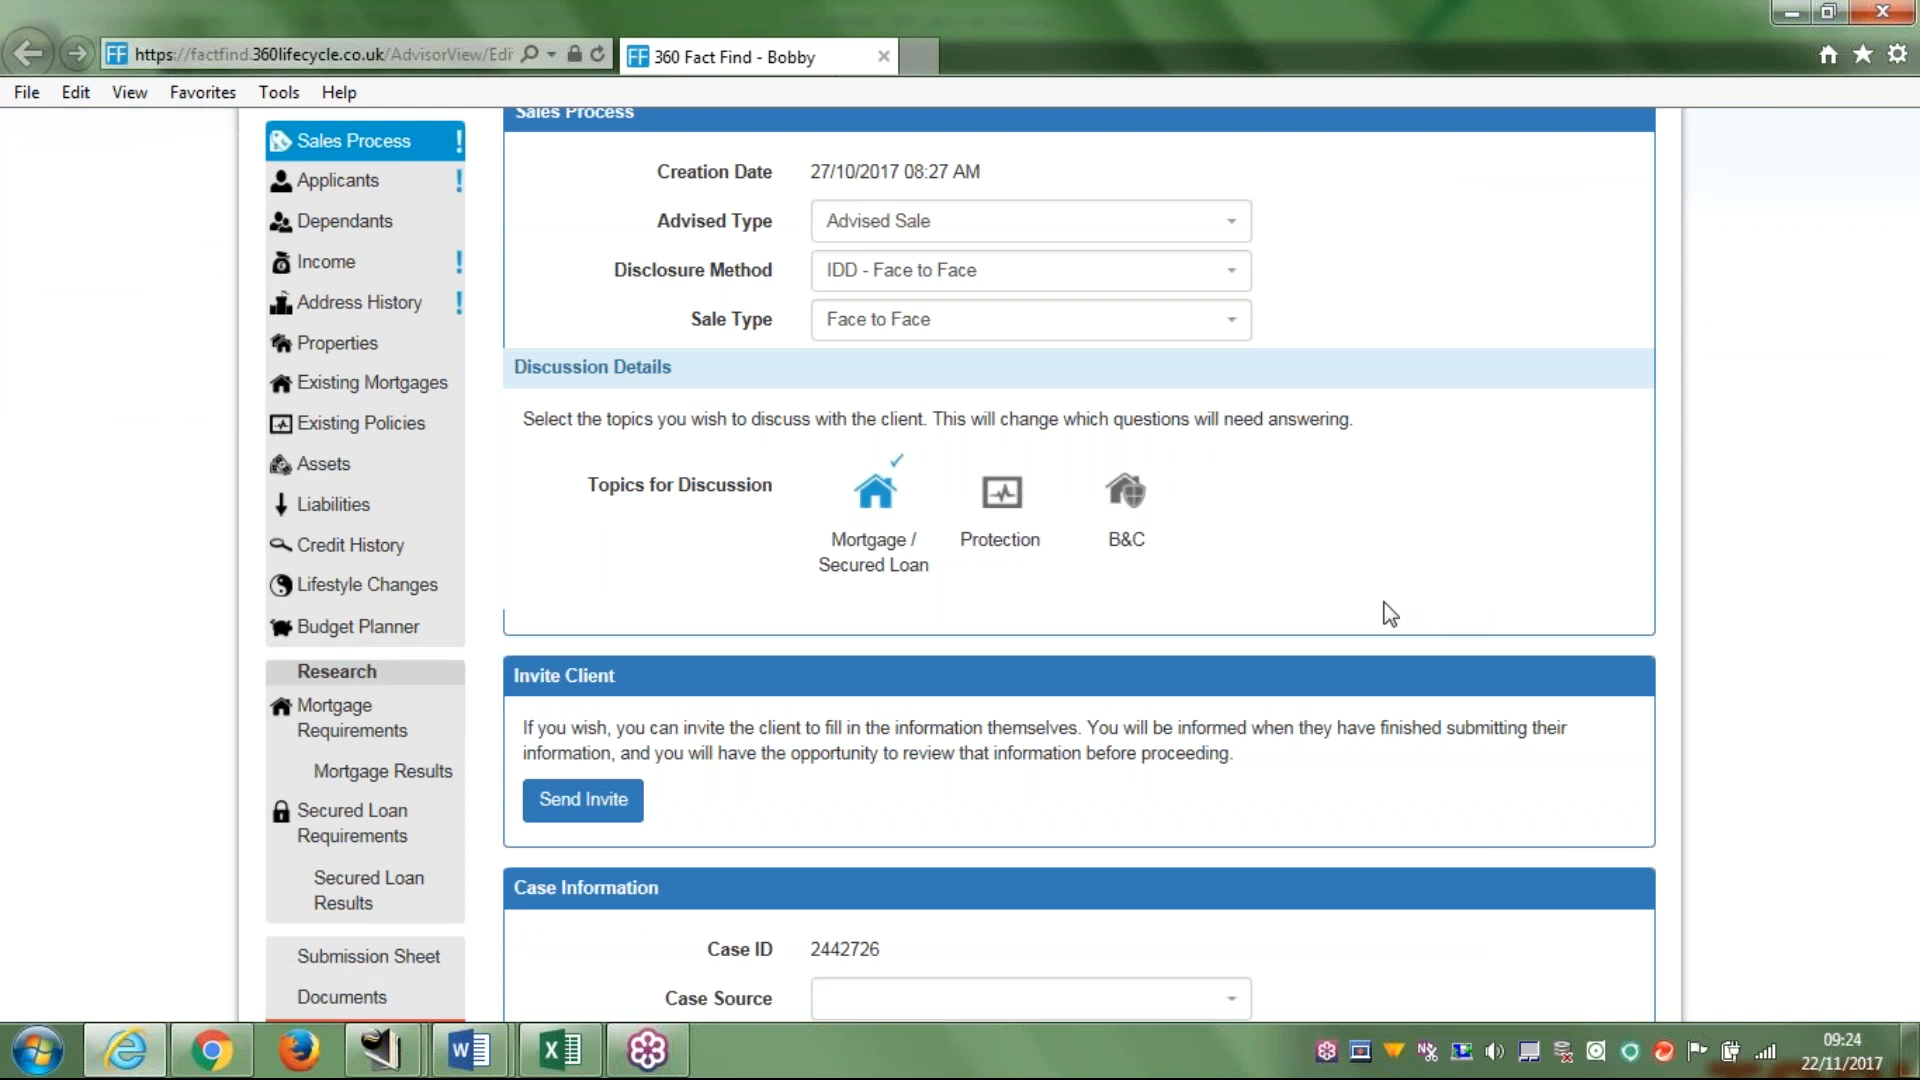 https://factfind.360lifecycle.co.uk/AdvisorView/Edi
FF 360 Fact Find - Bobby
File Edit View Favorites Tools Help
Sales Process
Applicants
Dependants
Income
Address History
Properties
Existing Mortgages
Existing Policies
Assets
Liabilities
Credit History
Lifestyle Changes
Budget Planner
Research
Mortgage
Requirements
Mortgage Results
Secured Loan
Requirements
Secured Loan
Results
Submission Sheet
Documents
Sales Process
Creation Date 27/10/2017 08:27 AM
Advised Type Advised Sale
Disclosure Method IDD - Face to Face
Sale Type Face to Face
Discussion Details
Select the topics you wish to discuss with the client. This will change which questions will need answering.
Topics for Discussion
Mortgage /
Secured Loan
Protection
B&C
Invite Client
If you wish, you can invite the client to fill in the information themselves. You will be informed when they have finished submitting their
information, and you will have the opportunity to review that information before proceeding.
Send Invite
Case Information
Case ID 2442726
Case Source
09:24
22/11/2017